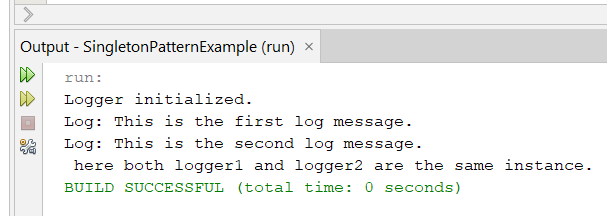 Output - SingletonPatternExample (run) ×
run:
Logger initialized.
Log: This is the first log message.
Log: This is the second log message.
 here both logger1 and logger2 are the same instance.
BUILD SUCCESSFUL (total time: 0 seconds)